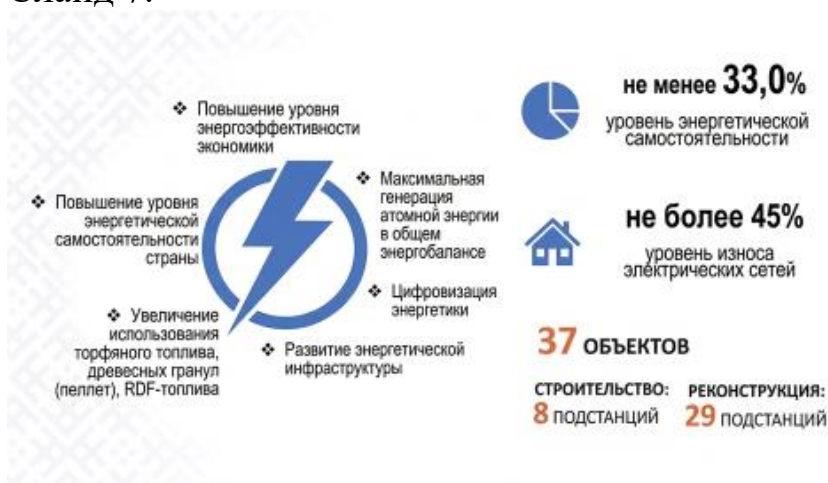 Слайд 7.
❖ Повышение уровня
энергоэффективности
экономики
❖ Повышение уровня
энергетической
самостоятельности
страны
❖ Увеличение
использования
торфяного топлива,
древесных гранул
(пеллет), RDF-топлива
❖ Максимальная
генерация
атомной энергии
в общем
энергобалансе
❖ Цифровизация
энергетики
❖ Развитие энергетической
инфраструктуры
не менее 33,0%
уровень энергетической
самостоятельности
не более 45%
уровень износа
электрических сетей
37 ОБЪЕКТОВ
СТРОИТЕЛЬСТВО:
8 ПОДСТАНЦИЙ
РЕКОНСТРУКЦИЯ:
29 ПОДСТАНЦИЙ